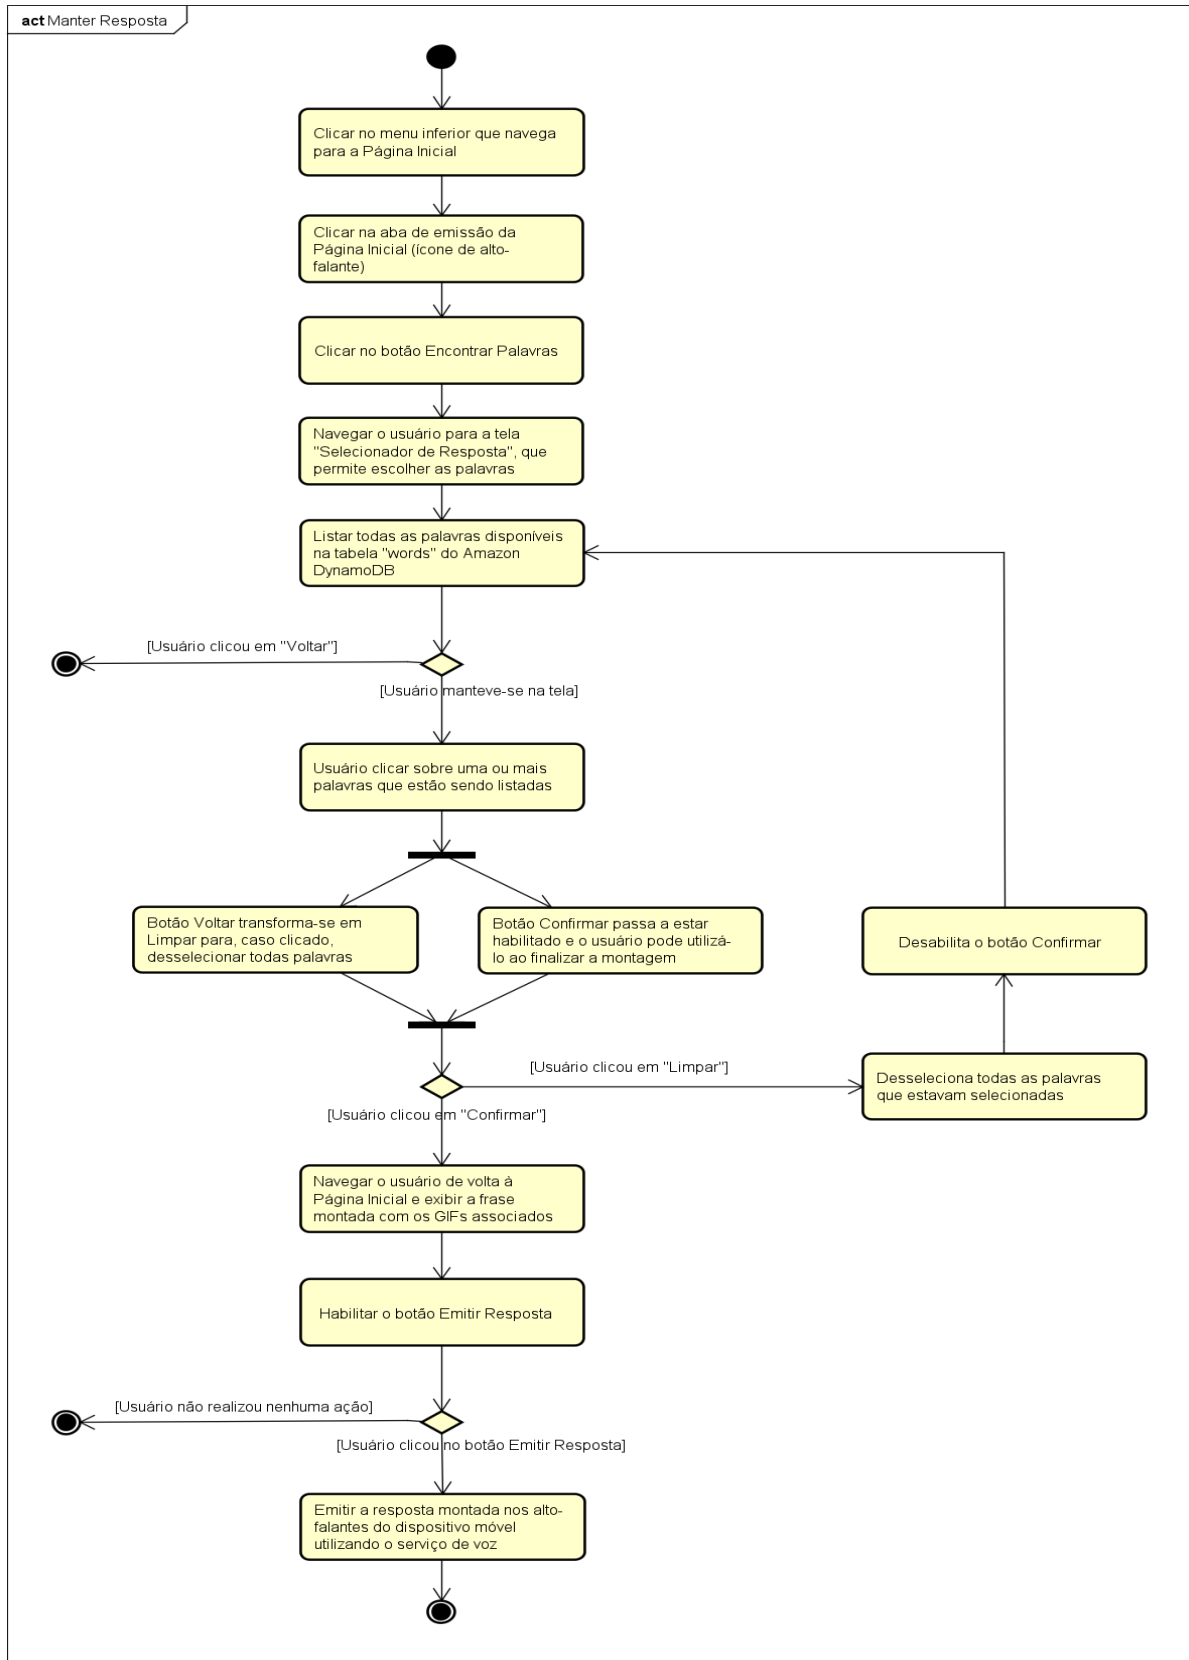 act Manter Resposta
Clicar no menu inferior que navega
para a Página Inicial
Clicar na aba de emissão da
Página Inicial (ícone de alto-
falante)
Clicar no botão Encontrar Palavras
Navegar o usuário para a tela
"Selecionador de Resposta", que
permite escolher as palavras
Listar todas as palavras disponíveis
na tabela "words" do Amazon
DynamoDB
[Usuário clicou em "Voltar"]
[Usuário manteve-se na tela]
Usuário clicar sobre uma ou mais
palavras que estão sendo listadas
Botão Voltar transforma-se em
Limpar para, caso clicado,
desselecionar todas palavras
Botão Confirmar passa a estar
habilitado e o usuário pode utilizá-
lo ao finalizar a montagem
Desabilita o botão Confirmar
[Usuário clicou em "Limpar"]
Desseleciona todas as palavras
que estavam selecionadas
[Usuário clicou em "Confirmar"]
Navegar o usuário de volta à
Página Inicial e exibir a frase
montada com os GIFs associados
Habilitar o botão Emitir Resposta
[Usuário não realizou nenhuma ação]
[Usuário clicou no botão Emitir Resposta]
Emitir a resposta montada nos alto-
falantes do dispositivo móvel
utilizando o serviço de voz